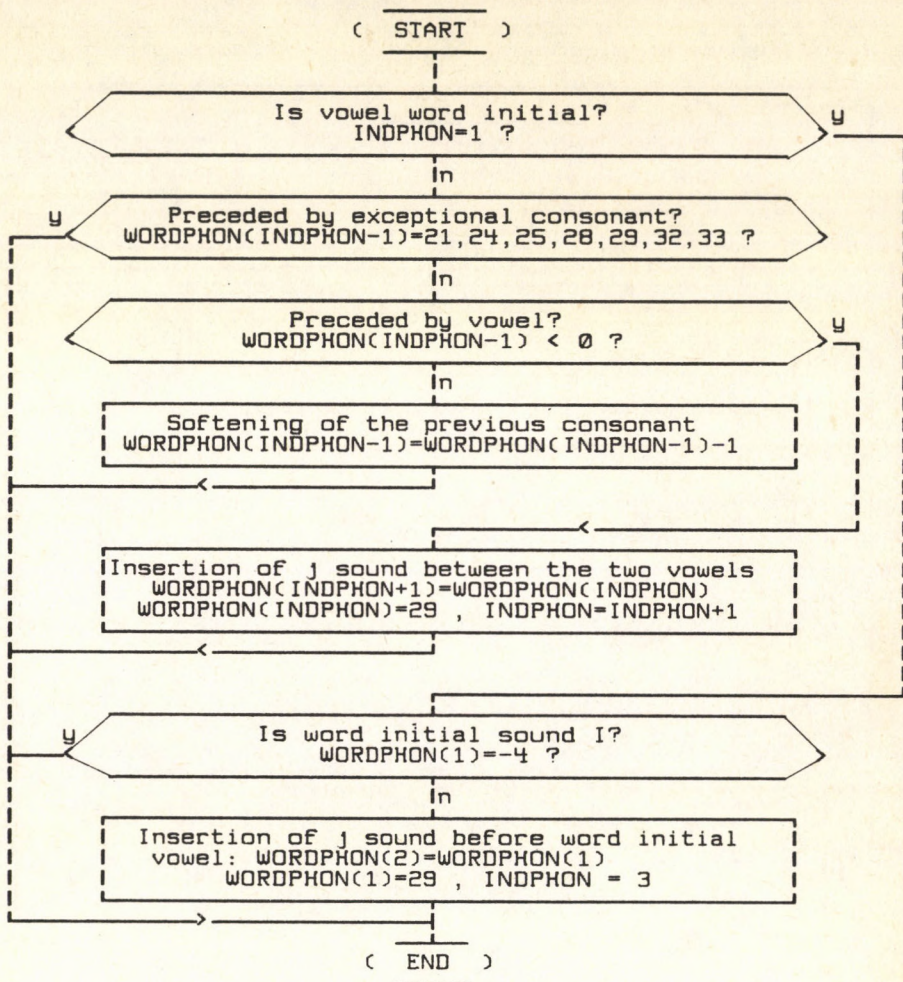 ( START )
Is vowel word initial?
INDPHON=1 ?
y
n
y
Preceded by exceptional consonant?
WORDPHON(INDPHON-1)=21,24,25,28,29,32,33 ?
n
Preceded by vowel?
WORDPHON(INDPHON-1) < 0 ?
y
n
Softening of the previous consonant
WORDPHON(INDPHON-1)=WORDPHON(INDPHON-1)-1
<
<
Insertion of j sound between the two vowels
WORDPHON(INDPHON+1)=WORDPHON(INDPHON)
WORDPHON(INDPHON)=29 , INDPHON=INDPHON+1
<
y
Is word initial sound I?
WORDPHON(1)=-4 ?
n
Insertion of j sound before word initial
vowel: WORDPHON(2)=WORDPHON(1)
WORDPHON(1)=29 , INDPHON = 3
>
( END )